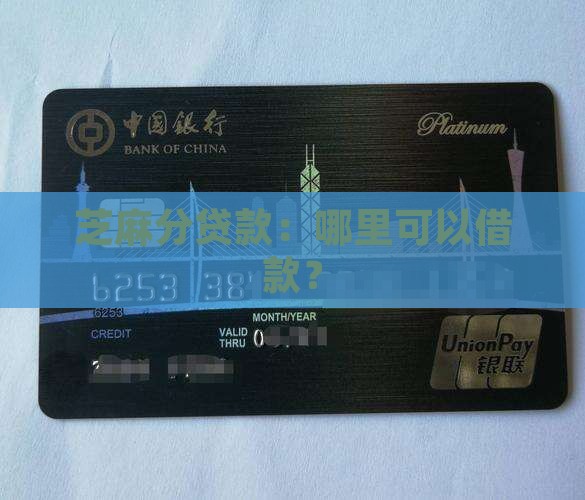 中国银行
BANK OF CHINA
Platinum
芝麻分贷款：哪里可以借
款？
6253 38
6253
MONTH/YEAR
CREDIT
VALID
THRU 0
UnionPay
银联